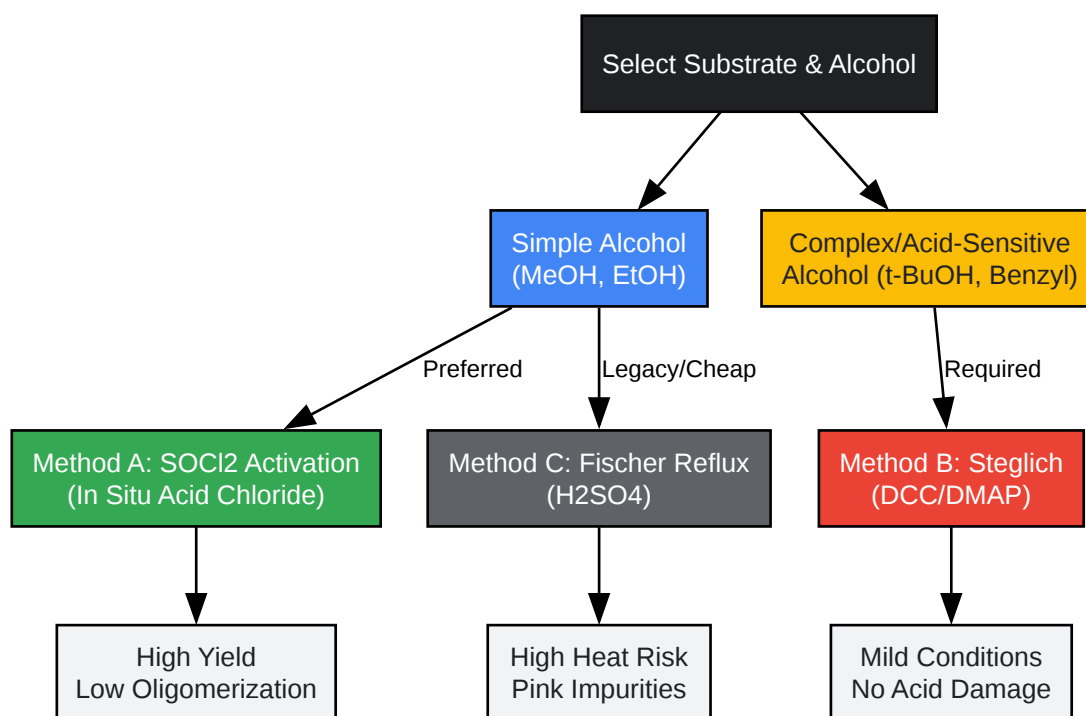 Select Substrate & Alcohol
Simple Alcohol
(MeOH, EtOH)
Complex/Acid-Sensitive
Alcohol (t-BuOH, Benzyl)
Preferred
Legacy/Cheap
Required
Method A: SOCl2 Activation
(In Situ Acid Chloride)
Method C: Fischer Reflux
(H2SO4)
Method B: Steglich
(DCC/DMAP)
High Yield
Low Oligomerization
High Heat Risk
Pink Impurities
Mild Conditions
No Acid Damage